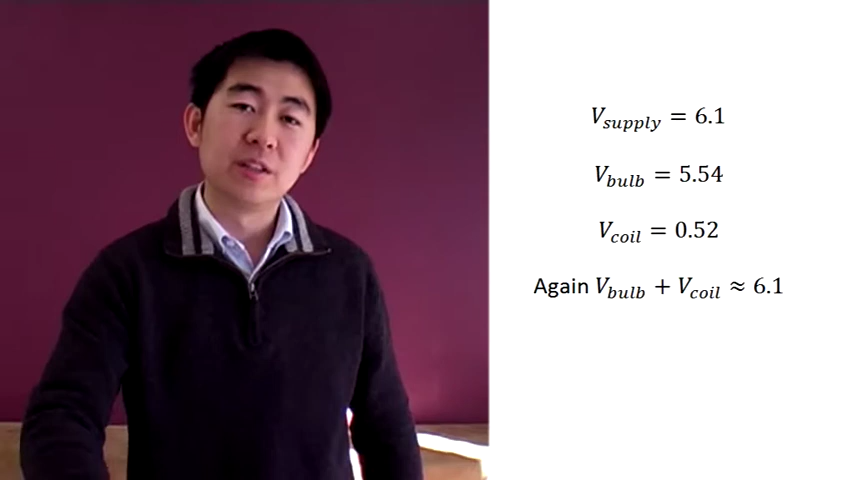 V_supply = 6.1
V_bulb = 5.54
V_coil = 0.52
Again V_bulb + V_coil ≈ 6.1